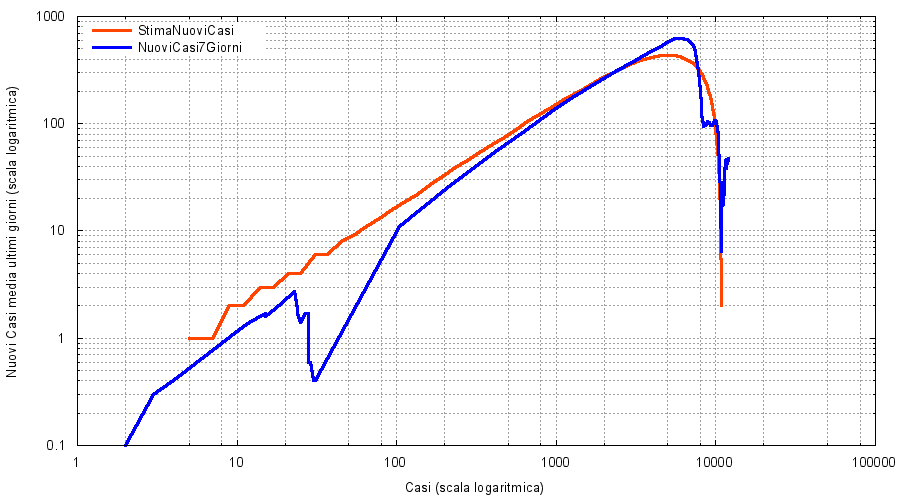 1000
StimaNuoviCasi
NuoviCasi7Giorni
100
10
1
0.1
Nuovi Casi media ultimi giorni (scala logaritmica)
1 10 100 1000 10000 100000
Casi (scala logaritmica)